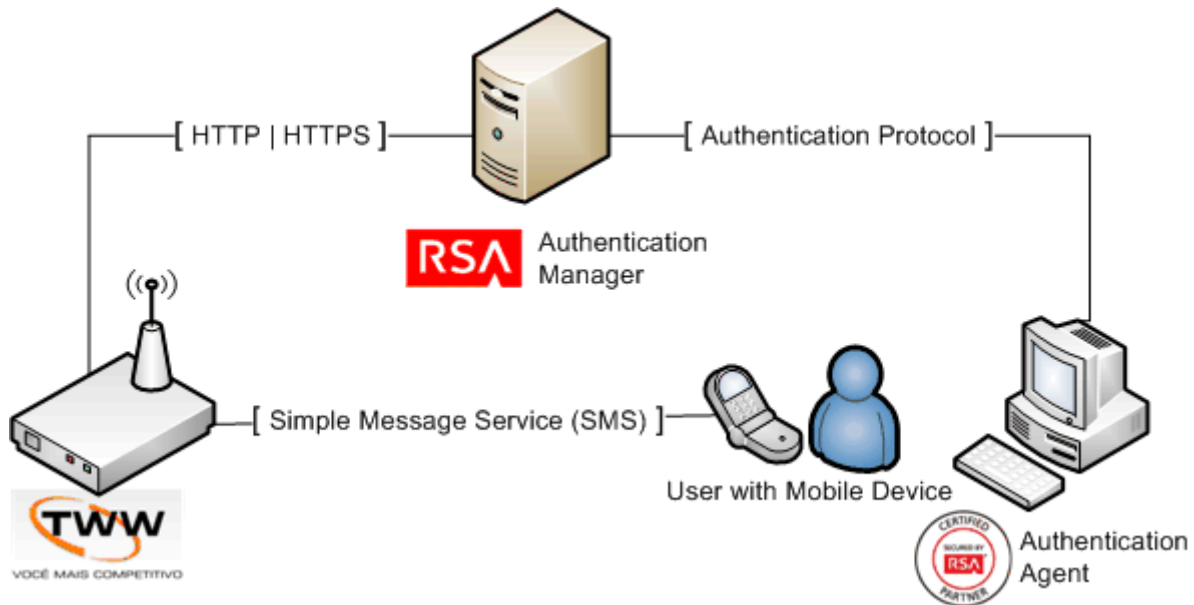 [ HTTP | HTTPS ]
[ Authentication Protocol ]
RSA
Authentication
Manager
[ Simple Message Service (SMS) ]
User with Mobile Device
TWW
VOCÊ MAIS COMPETITIVO
CERTIFIED
SECURED BY
RSA
PARTNER
Authentication
Agent